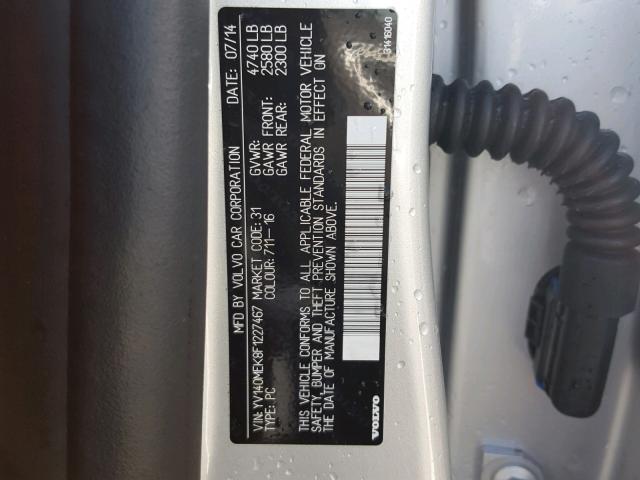 MFD BY VOLVO CAR CORPORATION DATE: 07/14
VIN: YV140MEK8F1227467 MARKET CODE: 31 GVWR: 4740 LB
TYPE: PC COLOUR: 711-16 GAWR FRONT: 2580 LB
GAWR REAR: 2300 LB
THIS VEHICLE CONFORMS TO ALL APPLICABLE FEDERAL MOTOR VEHICLE
SAFETY, BUMPER AND THEFT PREVENTION STANDARDS IN EFFECT ON
THE DATE OF MANUFACTURE SHOWN ABOVE.
VOLVO 31416040